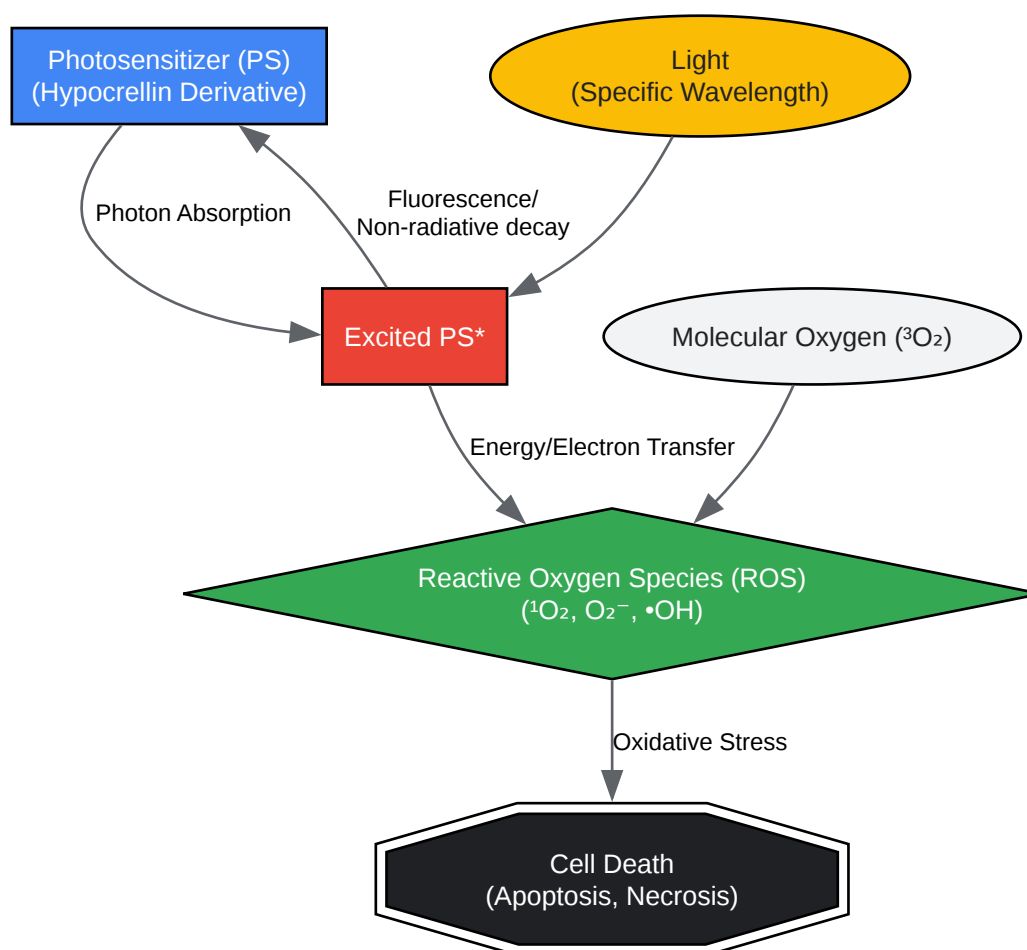 Photosensitizer (PS)
(Hypocrellin Derivative)
Light
(Specific Wavelength)
Photon Absorption
Fluorescence/
Non-radiative decay
Excited PS*
Molecular Oxygen (³O₂)
Energy/Electron Transfer
Reactive Oxygen Species (ROS)
(¹O₂, O₂⁻, •OH)
Oxidative Stress
Cell Death
(Apoptosis, Necrosis)